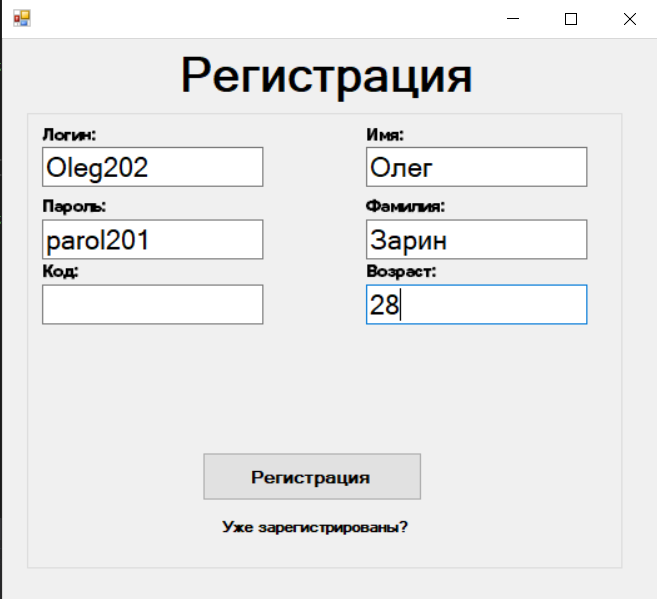 Регистрация
Логин: Имя:
Oleg202 Олег
Пароль: Фамилия:
parol201 Зарин
Код: Возраст:
28
Регистрация
Уже зарегистрированы?